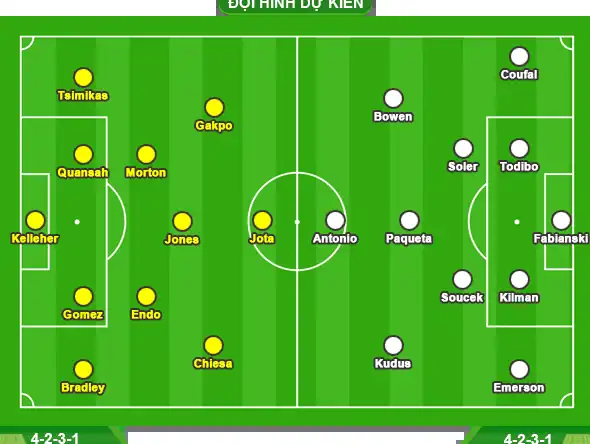 ĐỘI HÌNH DỰ KIẾN
Coufal
Tsimikas
Bowen
Gakpo
Quansah
Morton
Soler
Todibo
Kelleher
Jones
Jota
Antonio
Paqueta
Fabianski
Gomez
Endo
Soucek
Kilman
Chiesa
Kudus
Bradley
Emerson
4-2-3-1
4-2-3-1